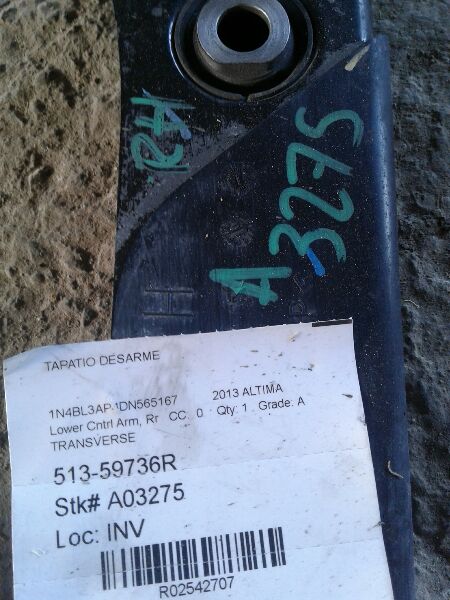 RH
A 3275
H
TAPATIO DESARME
2013 ALTIMA
Lower Cntrl Arm, Rr CC: 0 Qty: 1 Grade: A
TRANSVERSE
513-59736R
Stk# A03275
Loc: INV
R02542707